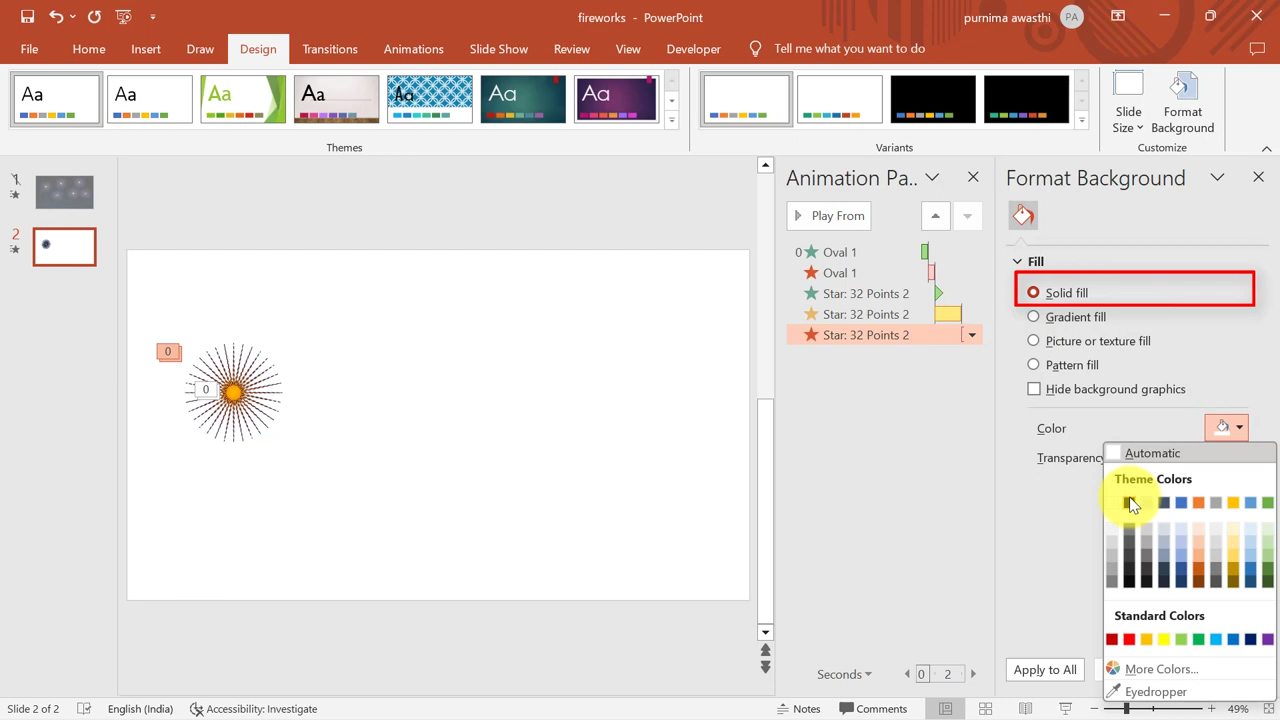 fireworks - PowerPoint
purnima awasthi PA
File Home Insert Draw Design Transitions Animations Slide Show Review View Developer Tell me what you want to do
Aa Aa Aa Aa Aa Aa Aa
Slide Size
Format Background
Themes Variants Customize
1
2
Animation Pa..
Play From
0 Oval 1
Oval 1
Star: 32 Points 2
Star: 32 Points 2
Star: 32 Points 2
0
0
Seconds 0 2
Format Background
Fill
Solid fill
Gradient fill
Picture or texture fill
Pattern fill
Hide background graphics
Color
Transparency
Automatic
Theme Colors
Standard Colors
More Colors...
Eyedropper
Apply to All
Slide 2 of 2 English (India) Accessibility: Investigate Notes Comments 49%